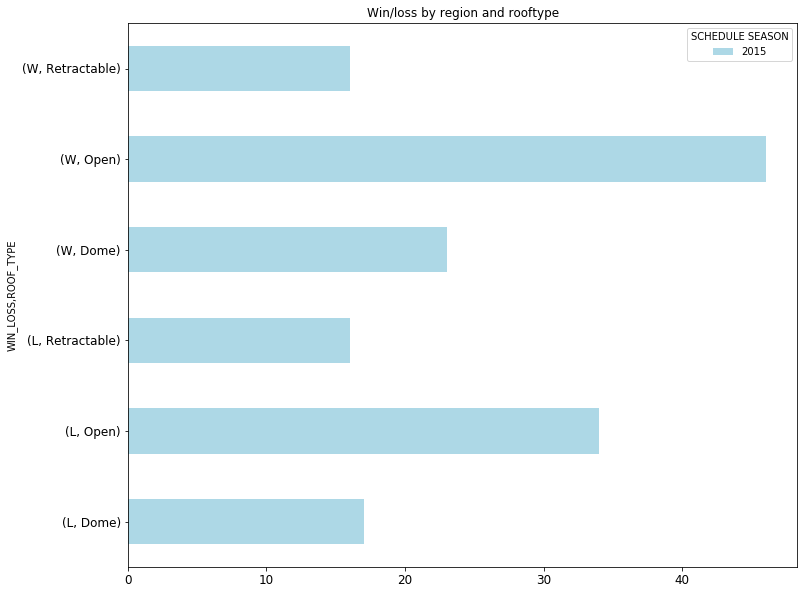 Win/loss by region and rooftype
SCHEDULE SEASON
2015
(W, Retractable)
(W, Open)
(W, Dome)
(L, Retractable)
(L, Open)
(L, Dome)
WIN_LOSS,ROOF_TYPE
0 10 20 30 40